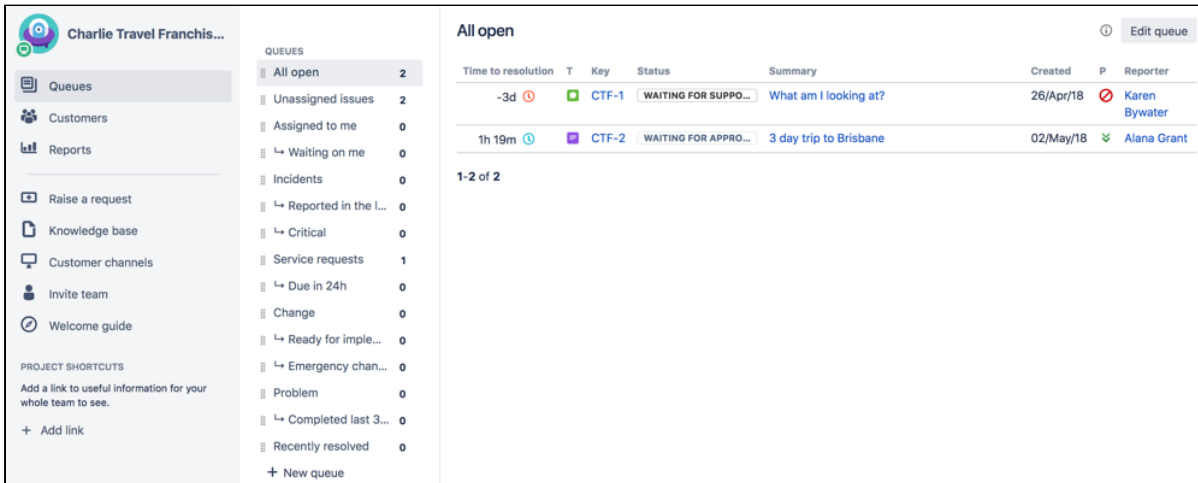 Charlie Travel Franchis...
Queues
Customers
Reports
Raise a request
Knowledge base
Customer channels
Invite team
Welcome guide
PROJECT SHORTCUTS
Add a link to useful information for your
whole team to see.
+ Add link
QUEUES
All open 2
Unassigned issues 2
Assigned to me 0
↳ Waiting on me 0
Incidents 0
↳ Reported in the l... 0
↳ Critical 0
Service requests 1
↳ Due in 24h 0
Change 0
↳ Ready for imple... 0
↳ Emergency chan... 0
Problem 0
↳ Completed last 3... 0
Recently resolved 0
+ New queue
All open
Edit queue
Time to resolution T Key Status Summary Created P Reporter
-3d CTF-1 WAITING FOR SUPPO... What am I looking at? 26/Apr/18 Karen
Bywater
1h 19m CTF-2 WAITING FOR APPRO... 3 day trip to Brisbane 02/May/18 Alana Grant
1-2 of 2